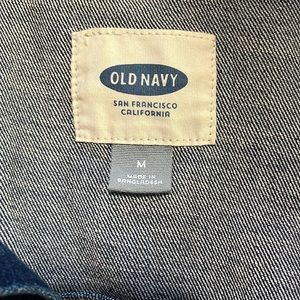 OLD NAVY
SAN FRANCISCO
CALIFORNIA
M
MADE IN
BANGLADESH